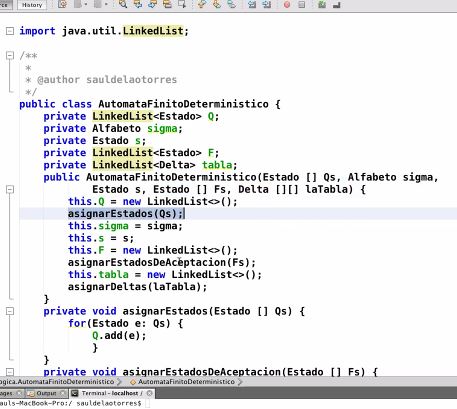 Source
History
import java.util.LinkedList;
/**
*
* @author sauldelaotorres
*/
public class AutomataFinitoDeterministico {
private LinkedList<Estado> Q;
private Alfabeto sigma;
private Estado s;
private LinkedList<Estado> F;
private LinkedList<Delta> tabla;
public AutomataFinitoDeterministico(Estado [] Qs, Alfabeto sigma,
Estado s, Estado [] Fs, Delta [][] laTabla) {
this.Q = new LinkedList<>();
asignarEstados(Qs);
this.sigma = sigma;
this.s = s;
this.F = new LinkedList<>();
asignarEstadosDeAceptacion(Fs);
this.tabla = new LinkedList<>();
asignarDeltas(laTabla);
}
private void asignarEstados(Estado [] Qs) {
for(Estado e: Qs) {
Q.add(e);
}
}
private void asignarEstadosDeAceptacion(Estado [] Fs) {
ogica.AutomataFinitoDeterministico AutomataFinitoDeterministico
ages Output Terminal - localhost /
auls-MacBook-Pro:/ sauldelaotorres$